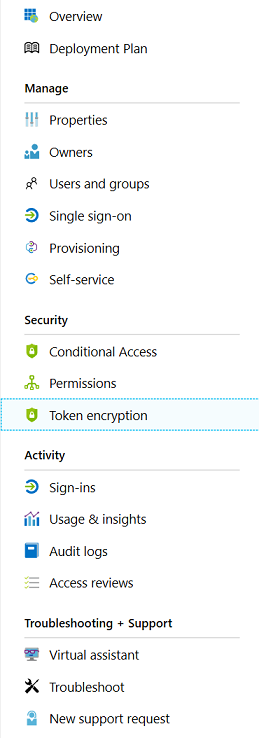 Overview
Deployment Plan
Manage
Properties
Owners
Users and groups
Single sign-on
Provisioning
Self-service
Security
Conditional Access
Permissions
Token encryption
Activity
Sign-ins
Usage & insights
Audit logs
Access reviews
Troubleshooting + Support
Virtual assistant
Troubleshoot
New support request